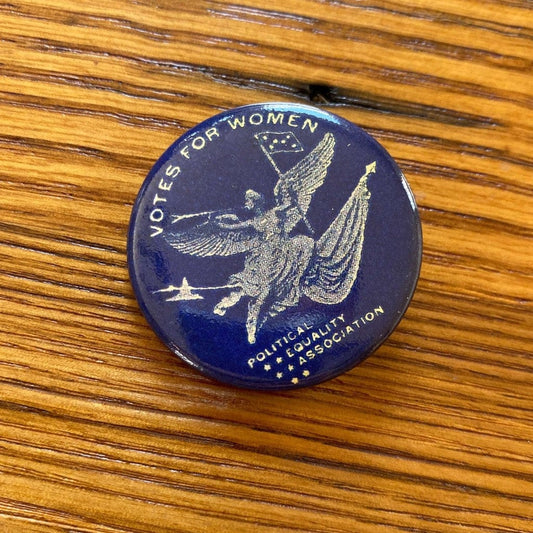 VOTES FOR WOMEN
POLITICAL
EQUALITY
ASSOCIATION